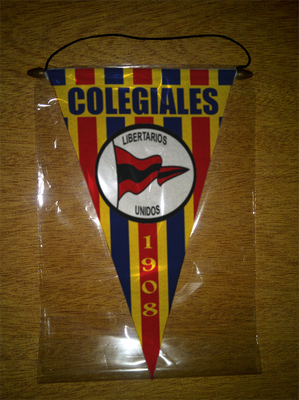 COLEGIALES
LIBERTARIOS
UNIDOS
1908